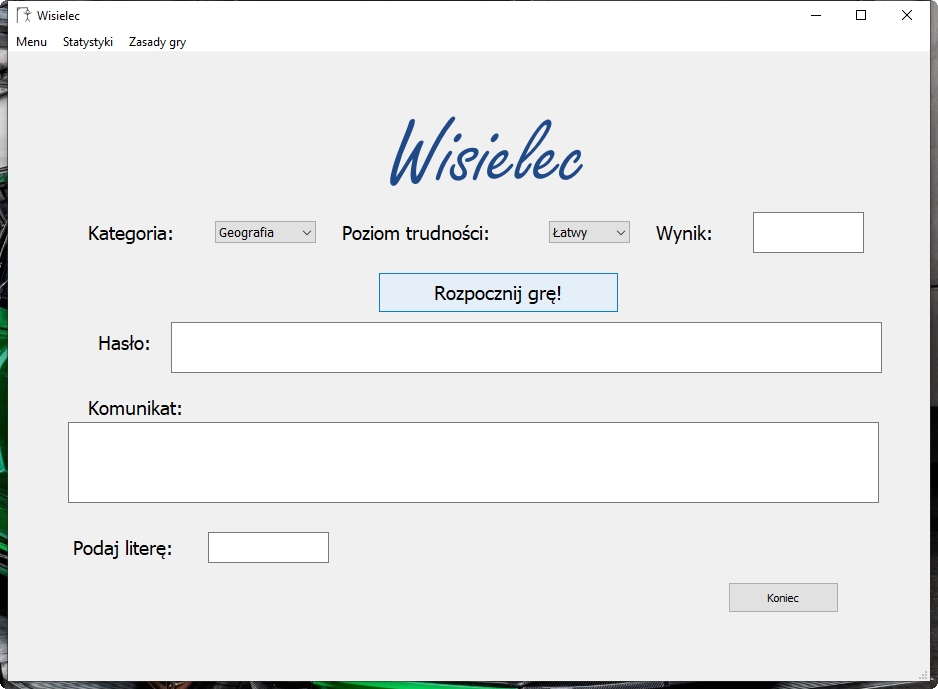 Wisielec
Menu Statystyki Zasady gry
Wisielec
Kategoria: Geografia Poziom trudności: Łatwy Wynik:
Rozpocznij grę!
Hasło:
Komunikat:
Podaj literę:
Koniec